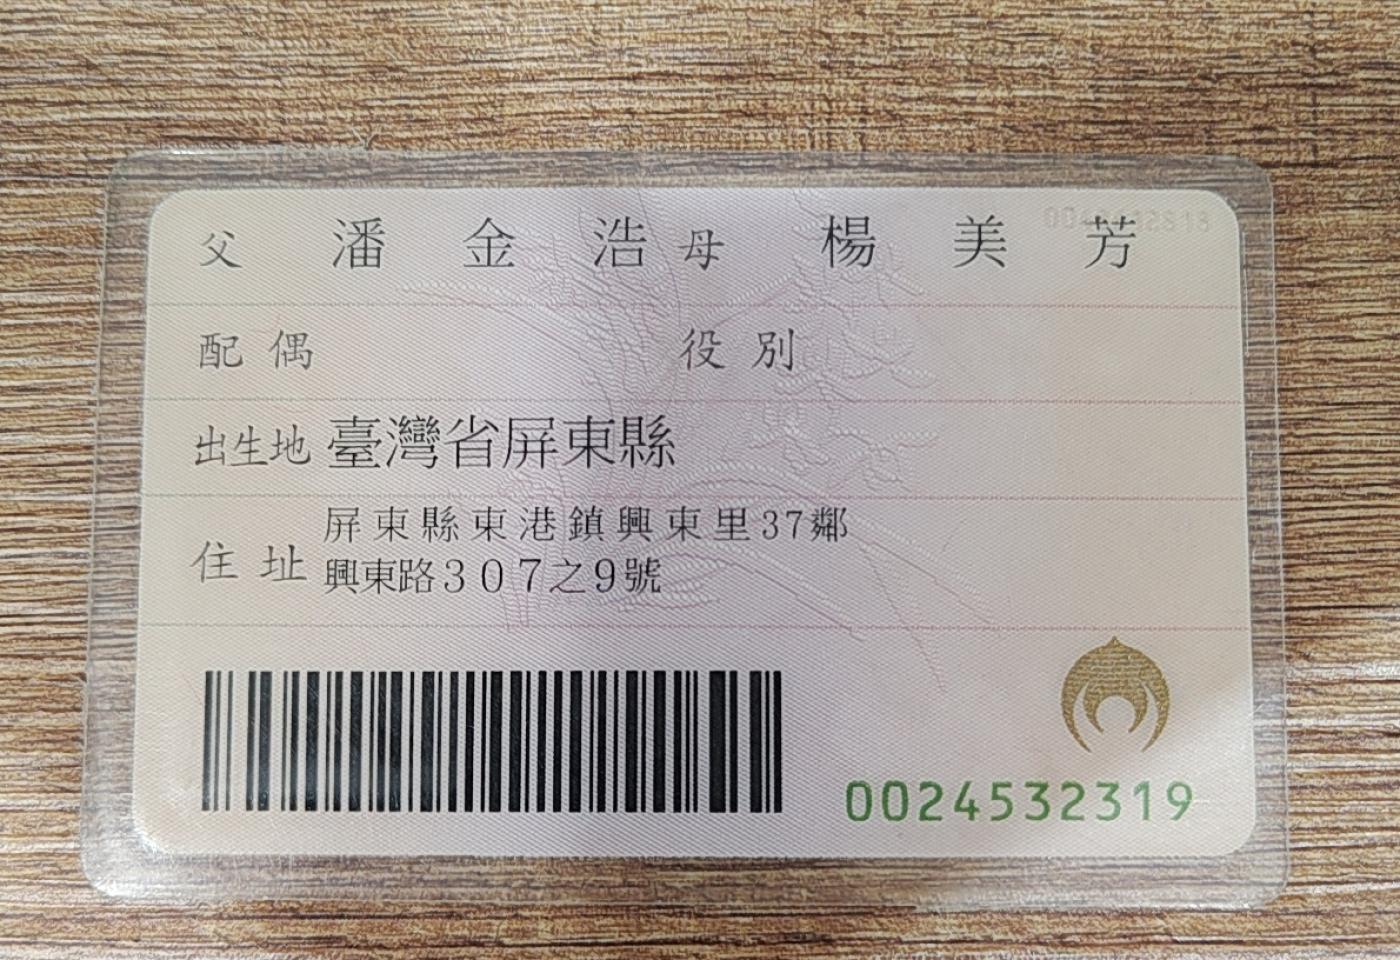 父 潘金浩 母 楊美芳
配偶 役別
出生地 臺灣省屏東縣
住址 屏東縣東港鎮興東里37鄰
興東路307之9號
0024532319